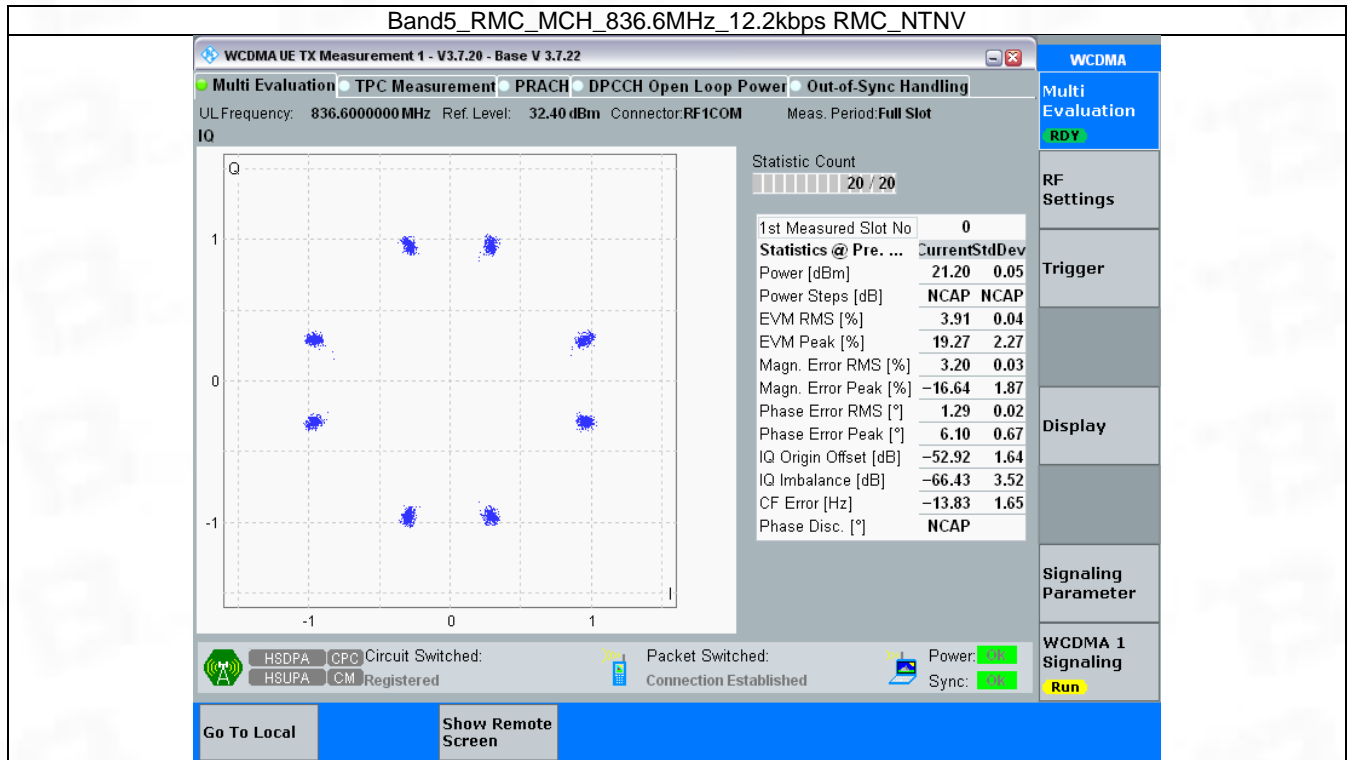 Band5_RMC_MCH_836.6MHz_12.2kbps RMC_NTNV
WCDMA UE TX Measurement 1 - V3.7.20 - Base V 3.7.22
WCDMA
Multi Evaluation TPC Measurement PRACH DPCCH Open Loop Power Out-of-Sync Handling
Multi
Evaluation
RDY
UL Frequency: 836.6000000 MHz Ref. Level: 32.40 dBm Connector:RF1COM Meas. Period:Full Slot
IQ
Q
1
0
-1
I
-1 0 1
Statistic Count
20 / 20
1st Measured Slot No 0
Statistics @ Pre. ... Current StdDev
Power [dBm] 21.20 0.05
Power Steps [dB] NCAP NCAP
EVM RMS [%] 3.91 0.04
EVM Peak [%] 19.27 2.27
Magn. Error RMS [%] 3.20 0.03
Magn. Error Peak [%] −16.64 1.87
Phase Error RMS [°] 1.29 0.02
Phase Error Peak [°] 6.10 0.67
IQ Origin Offset [dB] −52.92 1.64
IQ Imbalance [dB] −66.43 3.52
CF Error [Hz] −13.83 1.65
Phase Disc. [°] NCAP
RF
Settings
Trigger
Display
Signaling
Parameter
WCDMA 1
Signaling
Run
HSDPA CPC Circuit Switched: Packet Switched: Power: Ok
HSUPA CM Registered Connection Established Sync: Ok
Go To Local
Show Remote
Screen